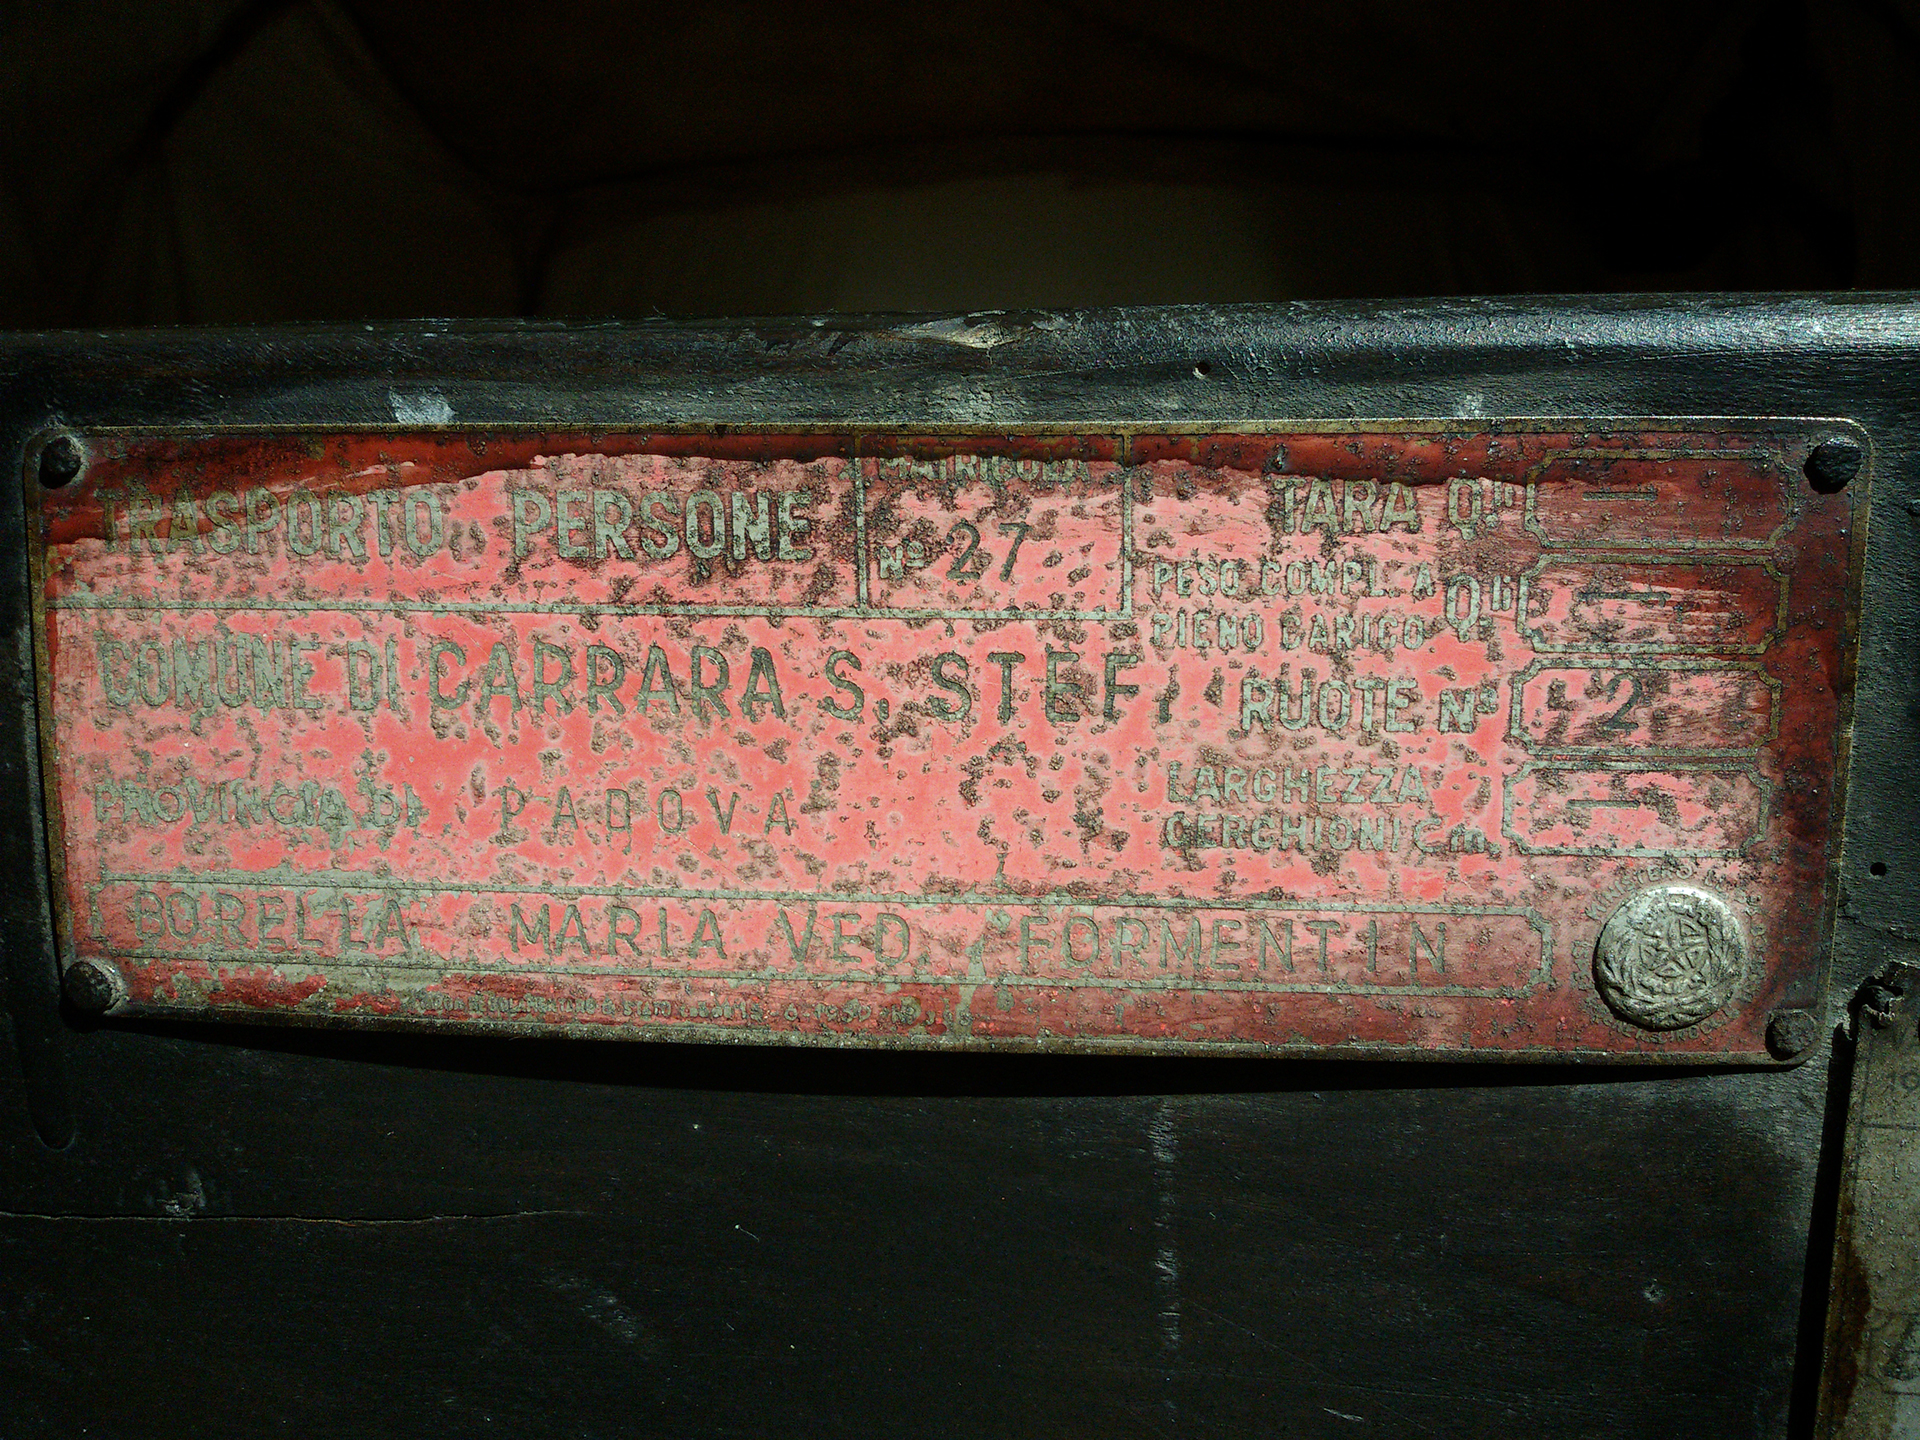 TRASPORTO PERSONE
MATRICOLA
Nº 27
COMUNE DI CARRARA S. STEF.
PROVINCIA DI PADOVA
BORELLA MARIA VED. FORMENTIN
TARA Q.li —
PESO COMPL. A PIENO CARICO Q.li —
RUOTE Nº 2
LARGHEZZA CERCHIONI Cm. —